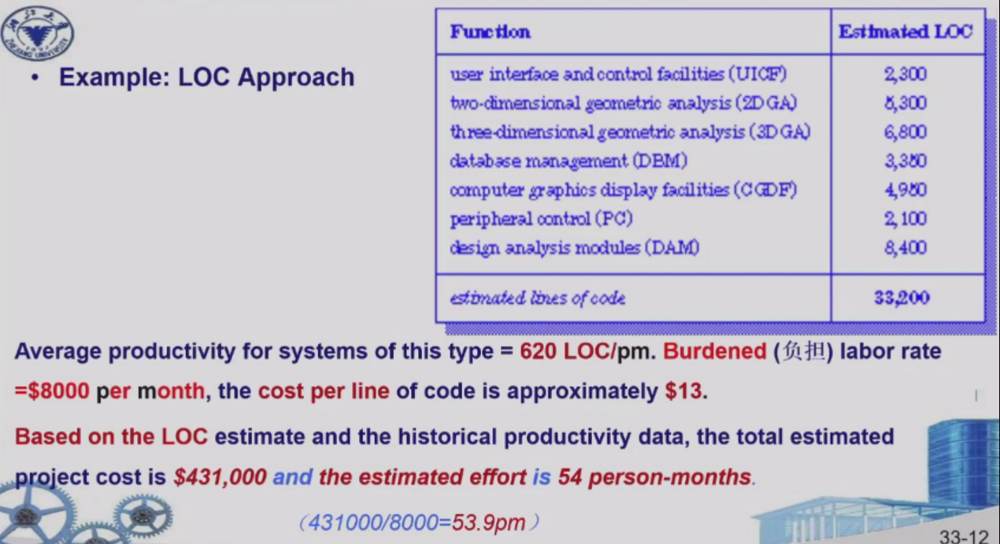 ZHEJIANG UNIVERSITY
• Example: LOC Approach
Function Estimated LOC
user interface and control facilities (UICF) 2,300
two-dimensional geometric analysis (2DGA) 5,300
three-dimensional geometric analysis (3DGA) 6,800
database management (DBM) 3,350
computer graphics display facilities (CGDF) 4,950
peripheral control (PC) 2,100
design analysis modules (DAM) 8,400
estimated lines of code 33,200
Average productivity for systems of this type = 620 LOC/pm. Burdened (负担) labor rate
=$8000 per month, the cost per line of code is approximately $13.
Based on the LOC estimate and the historical productivity data, the total estimated
project cost is $431,000 and the estimated effort is 54 person-months.
（431000/8000=53.9pm）
33-12